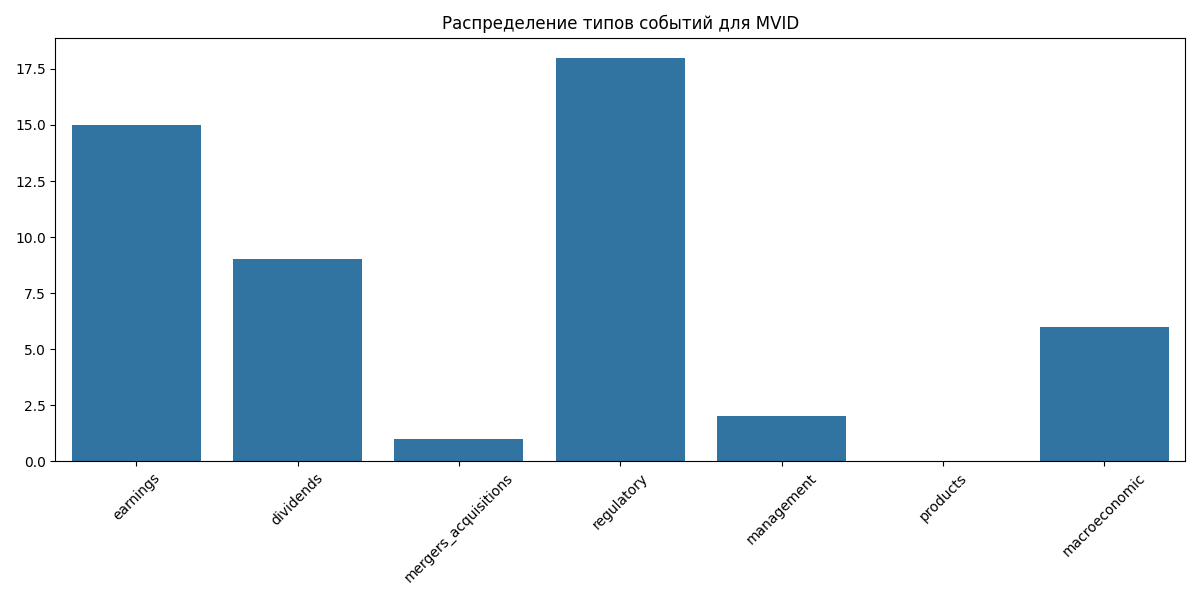 Распределение типов событий для MVID
17.5
15.0
12.5
10.0
7.5
5.0
2.5
0.0
earnings
dividends
mergers_acquisitions
regulatory
management
products
macroeconomic